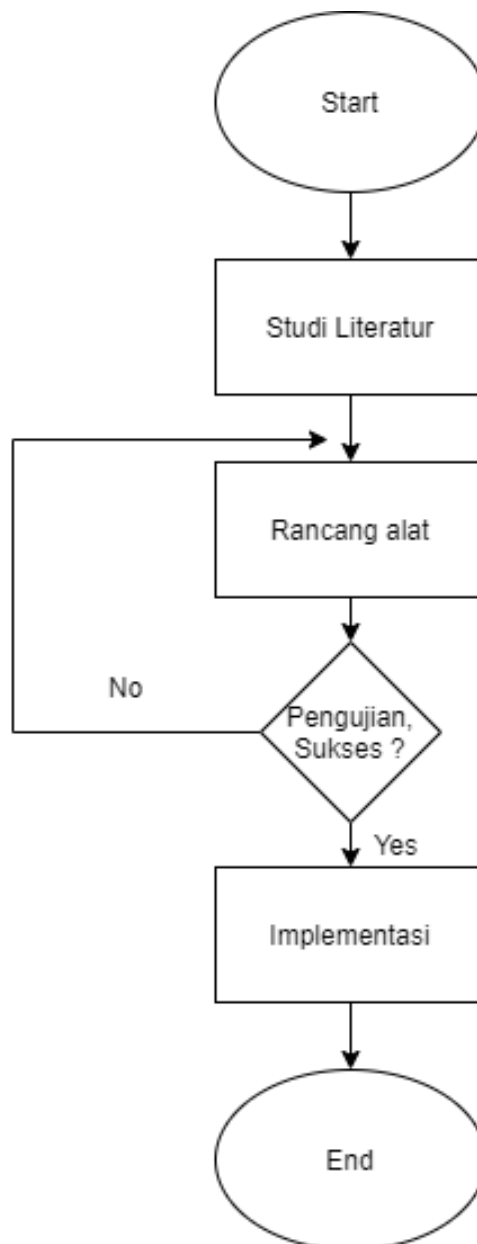 Start
Studi Literatur
Rancang alat
No
Pengujian,
Sukses ?
Yes
Implementasi
End